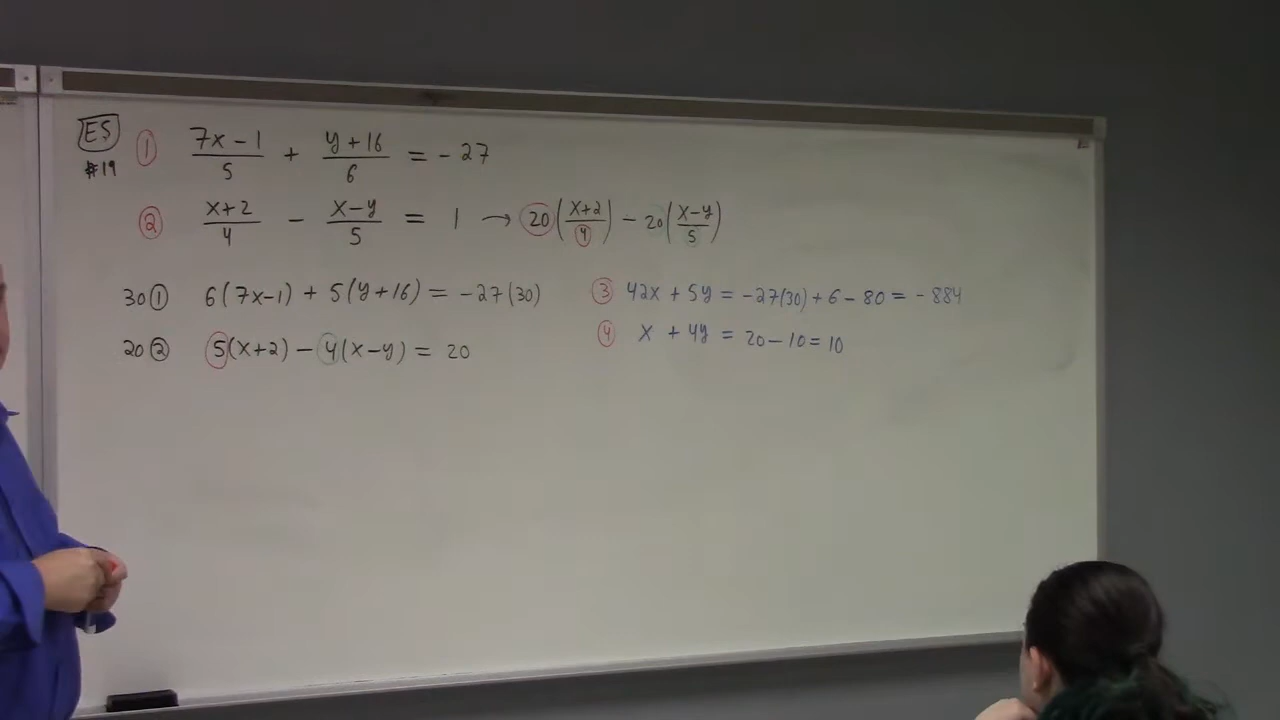 E5
#19
① (7x-1)/5 + (y+16)/6 = -27
② (x+2)/4 - (x-y)/5 = 1 → 20((x+2)/4) - 20((x-y)/5)
30① 6(7x-1) + 5(y+16) = -27(30)
20② 5(x+2) - 4(x-y) = 20
③ 42x + 5y = -27(30) + 6 - 80 = -884
④ x + 4y = 20 - 10 = 10